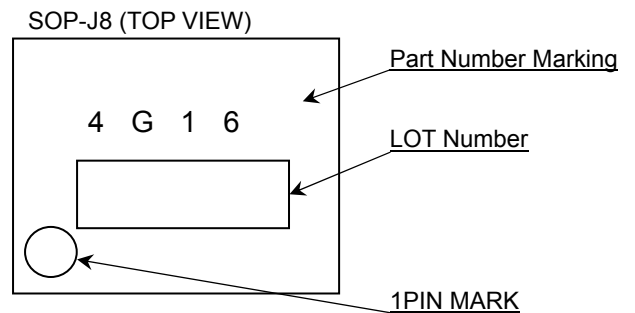 SOP-J8 (TOP VIEW)
Part Number Marking
4 G 1 6
LOT Number
1PIN MARK